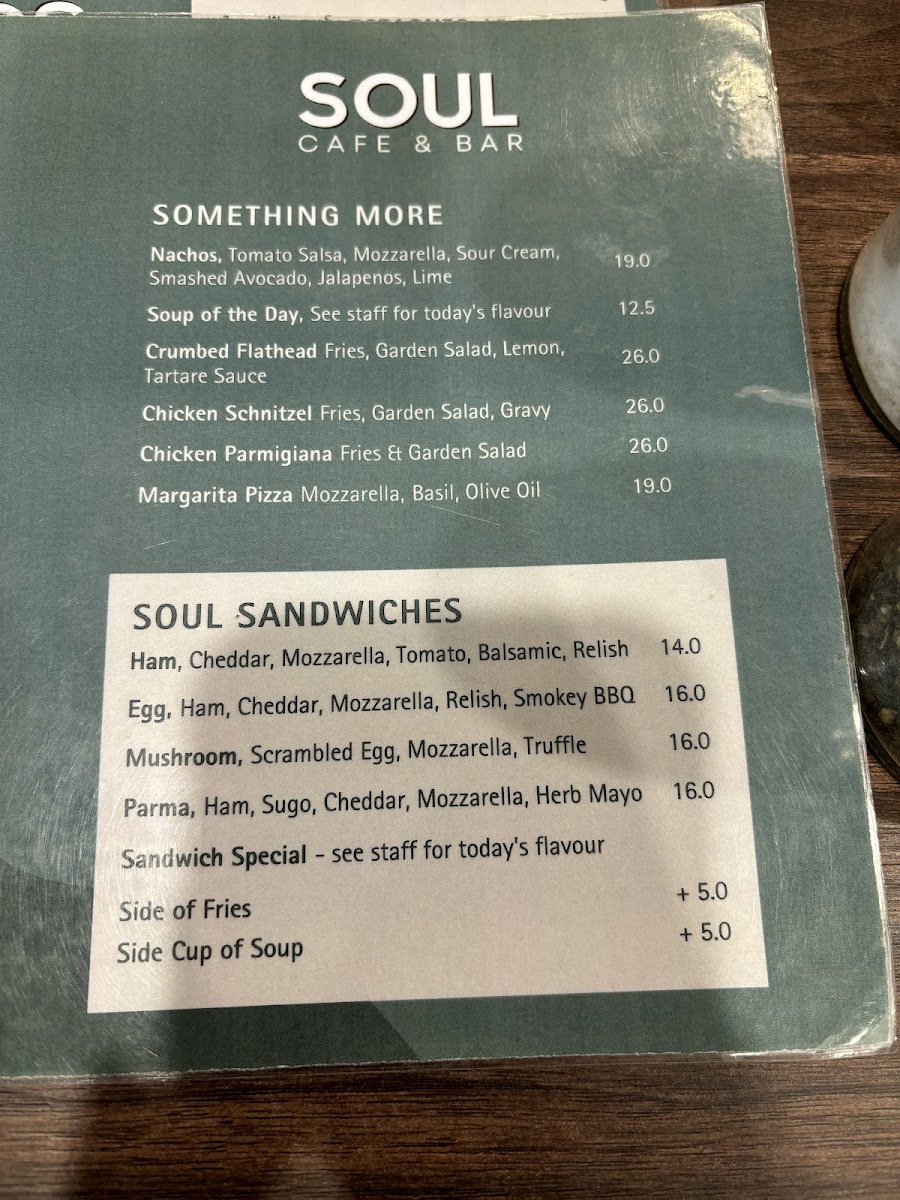 SOUL
CAFE & BAR
SOMETHING MORE
Nachos, Tomato Salsa, Mozzarella, Sour Cream, 19.0
Smashed Avocado, Jalapenos, Lime
Soup of the Day, See staff for today's flavour 12.5
Crumbed Flathead Fries, Garden Salad, Lemon, 26.0
Tartare Sauce
Chicken Schnitzel Fries, Garden Salad, Gravy 26.0
Chicken Parmigiana Fries & Garden Salad 26.0
Margarita Pizza Mozzarella, Basil, Olive Oil 19.0
SOUL SANDWICHES
Ham, Cheddar, Mozzarella, Tomato, Balsamic, Relish 14.0
Egg, Ham, Cheddar, Mozzarella, Relish, Smokey BBQ 16.0
Mushroom, Scrambled Egg, Mozzarella, Truffle 16.0
Parma, Ham, Sugo, Cheddar, Mozzarella, Herb Mayo 16.0
Sandwich Special - see staff for today's flavour
Side of Fries + 5.0
Side Cup of Soup + 5.0